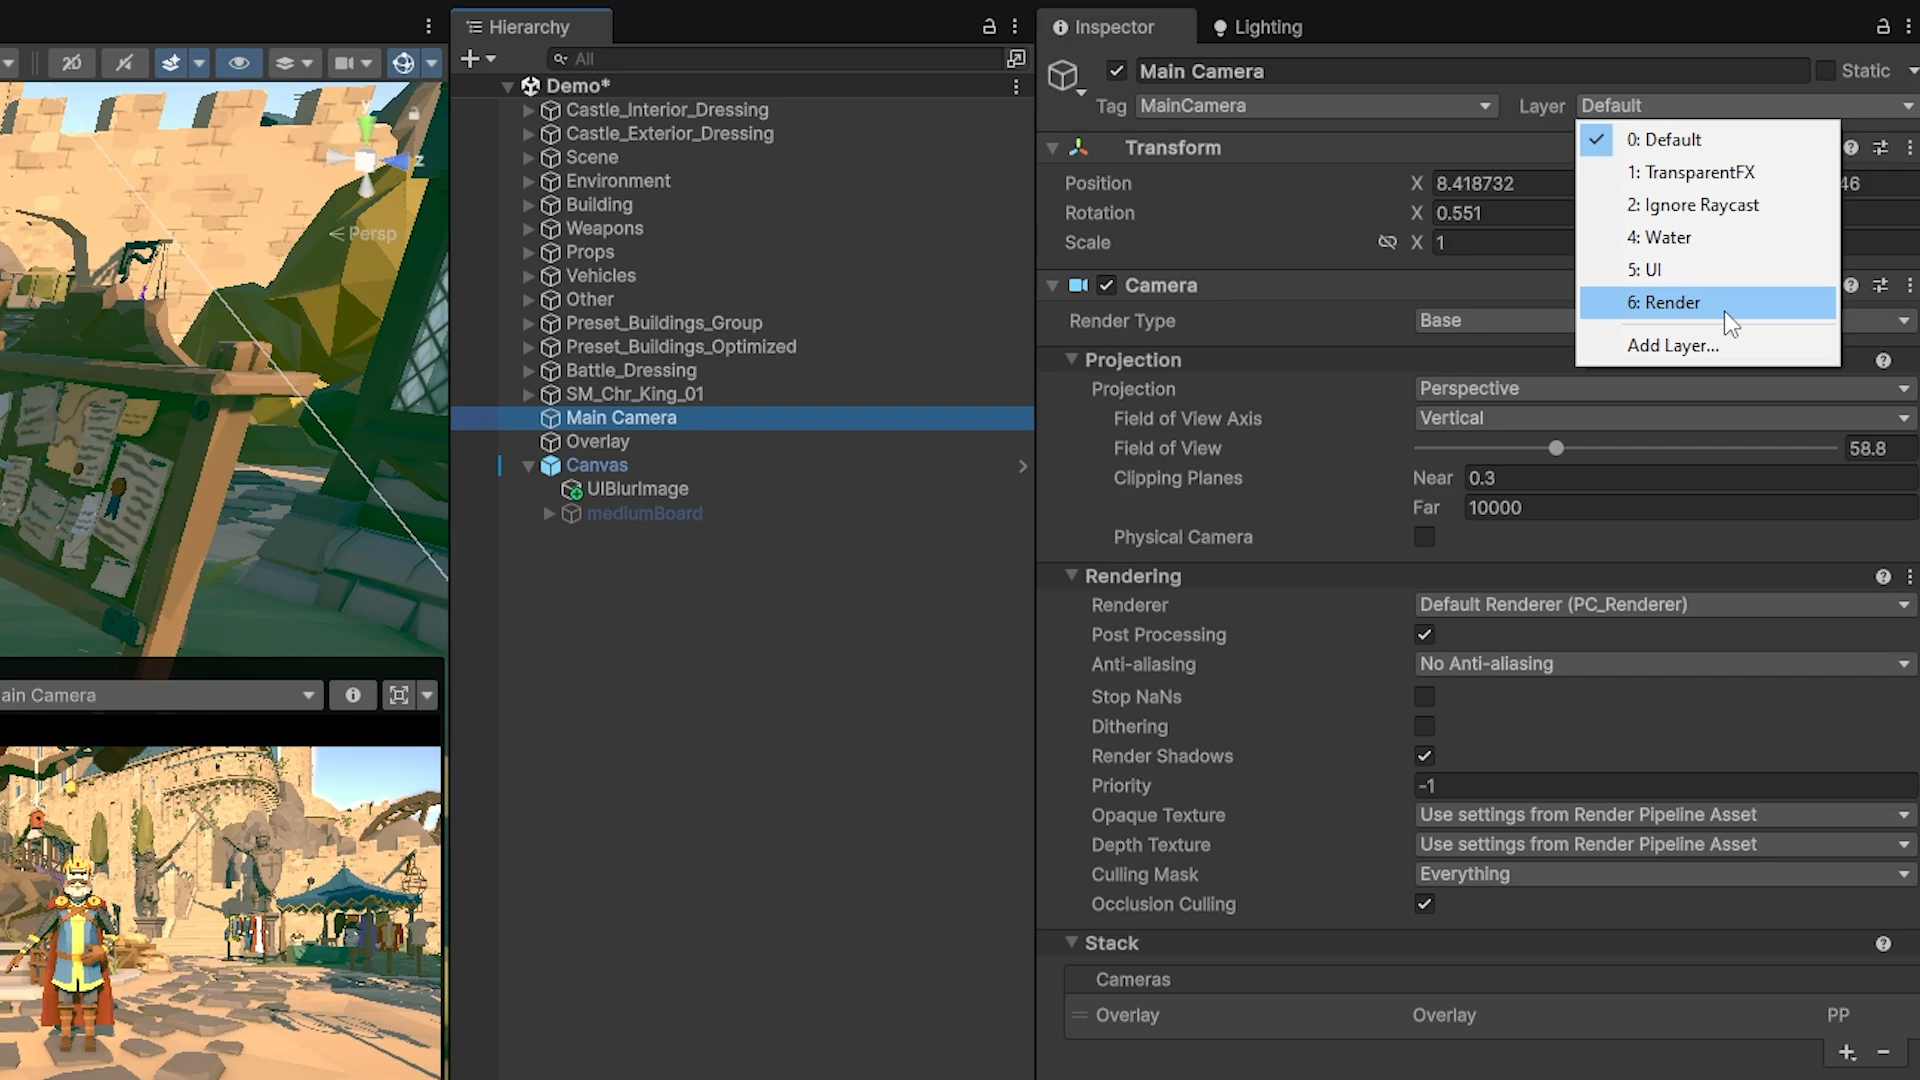 Hierarchy
All
Demo*
Castle_Interior_Dressing
Castle_Exterior_Dressing
Scene
Environment
Building
Weapons
Props
Vehicles
Other
Preset_Buildings_Group
Preset_Buildings_Optimized
Battle_Dressing
SM_Chr_King_01
Main Camera
Overlay
Canvas
UIBlurImage
mediumBoard
2D
y
z
Persp
ain Camera
Inspector
Lighting
Main Camera
Static
Tag MainCamera Layer Default
0: Default
1: TransparentFX
2: Ignore Raycast
4: Water
5: UI
6: Render
Add Layer...
Transform
Position X 8.418732 46
Rotation X 0.551
Scale X 1
Camera
Render Type Base
Projection
Projection Perspective
Field of View Axis Vertical
Field of View 58.8
Clipping Planes Near 0.3
Far 10000
Physical Camera
Rendering
Renderer Default Renderer (PC_Renderer)
Post Processing
Anti-aliasing No Anti-aliasing
Stop NaNs
Dithering
Render Shadows
Priority -1
Opaque Texture Use settings from Render Pipeline Asset
Depth Texture Use settings from Render Pipeline Asset
Culling Mask Everything
Occlusion Culling
Stack
Cameras
Overlay Overlay PP